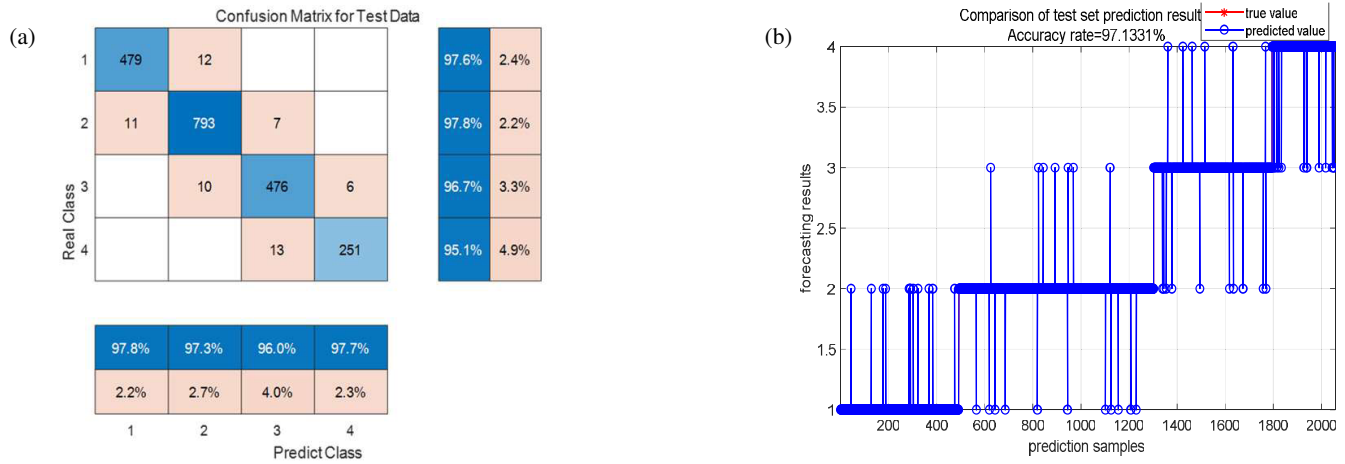 (a)
Confusion Matrix for Test Data
1 479 12 97.6% 2.4%
2 11 793 7 97.8% 2.2%
3 10 476 6 96.7% 3.3%
4 13 251 95.1% 4.9%
Real Class
97.8% 97.3% 96.0% 97.7%
2.2% 2.7% 4.0% 2.3%
1 2 3 4
Predict Class
(b)
Comparison of test set prediction result
Accuracy rate=97.1331%
true value
predicted value
4
3.5
3
2.5
2
1.5
1
forecasting results
200 400 600 800 1000 1200 1400 1600 1800 2000
prediction samples